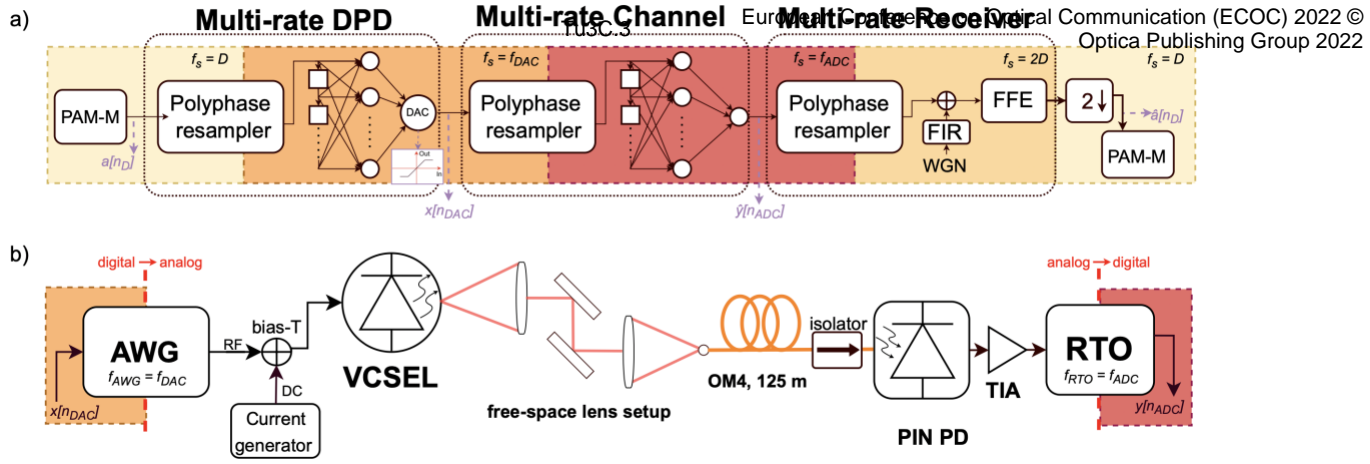 European Conference on Optical Communication (ECOC) 2022 ©
Tu3C.3
Optica Publishing Group 2022
a)
Multi-rate DPD
Multi-rate Channel
Multi-rate Receiver
f_s = D
f_s = f_DAC
f_s = f_ADC
f_s = 2D
f_s = D
PAM-M
Polyphase
resampler
DAC
Out
In
Polyphase
resampler
Polyphase
resampler
FIR
WGN
FFE
2↓
PAM-M
a[n_D]
x[n_DAC]
ŷ[n_ADC]
â[n_D]
b)
digital → analog
analog → digital
AWG
f_AWG = f_DAC
x[n_DAC]
RF
bias-T
DC
Current
generator
VCSEL
free-space lens setup
OM4, 125 m
isolator
PIN PD
TIA
RTO
f_RTO = f_ADC
y[n_ADC]